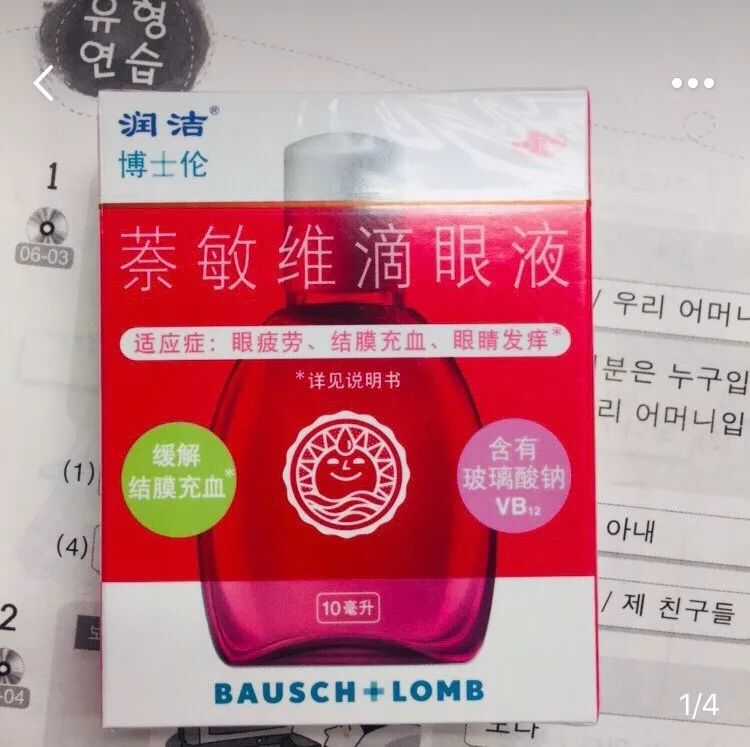 유형
연습
润洁®
博士伦
1
06-03
萘敏维滴眼液
/ 우리 어머니
适应症：眼疲劳、结膜充血、眼睛发痒*
*详见说明书
분은 누구입
리 어머니입
缓解
结膜充血*
含有
玻璃酸钠
VB₁₂
(1)
(4)
아내
10毫升
/ 제 친구들
2
-04
BAUSCH+LOMB
1/4